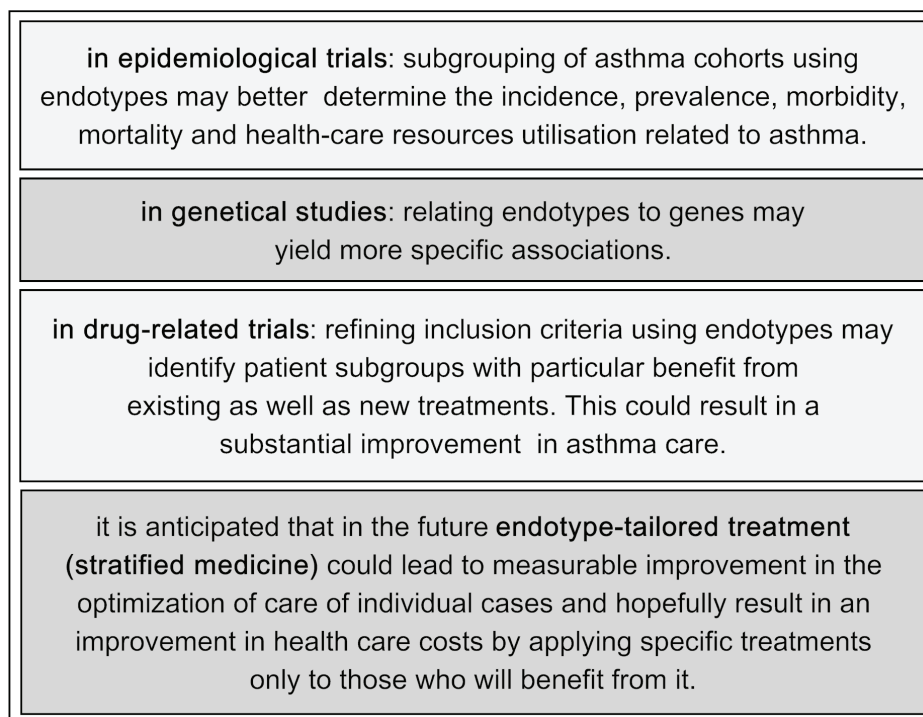 in epidemiological trials: subgrouping of asthma cohorts using
endotypes may better  determine the incidence, prevalence, morbidity,
mortality and health-care resources utilisation related to asthma.
in genetical studies: relating endotypes to genes may
yield more specific associations.
in drug-related trials: refining inclusion criteria using endotypes may
identify patient subgroups with particular benefit from
existing as well as new treatments. This could result in a
substantial improvement  in asthma care.
it is anticipated that in the future endotype-tailored treatment
(stratified medicine) could lead to measurable improvement in the
optimization of care of individual cases and hopefully result in an
improvement in health care costs by applying specific treatments
only to those who will benefit from it.